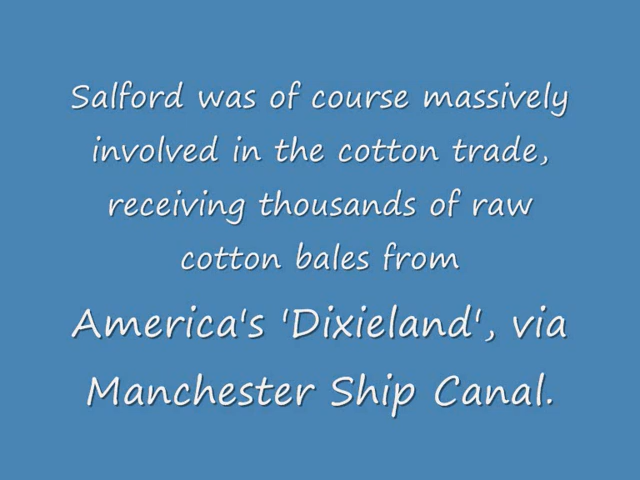 Salford was of course massively
involved in the cotton trade,
receiving thousands of raw
cotton bales from
America's 'Dixieland', via
Manchester Ship Canal.